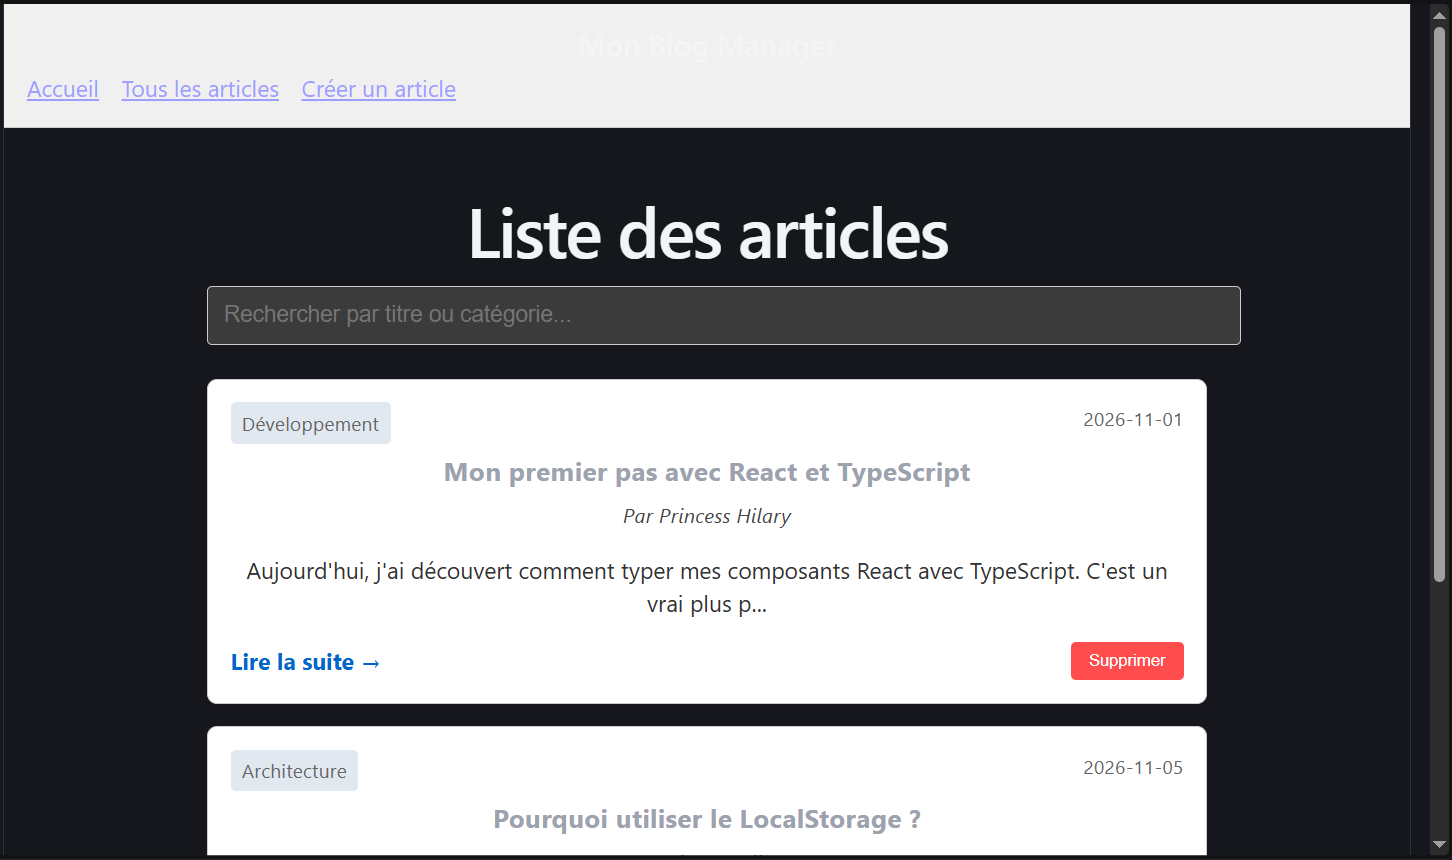 Mon Blog Manager
Accueil Tous les articles Créer un article
Liste des articles
Rechercher par titre ou catégorie...
Développement 2026-11-01
Mon premier pas avec React et TypeScript
Par Princess Hilary
Aujourd'hui, j'ai découvert comment typer mes composants React avec TypeScript. C'est un
vrai plus p...
Lire la suite → Supprimer
Architecture 2026-11-05
Pourquoi utiliser le LocalStorage ?